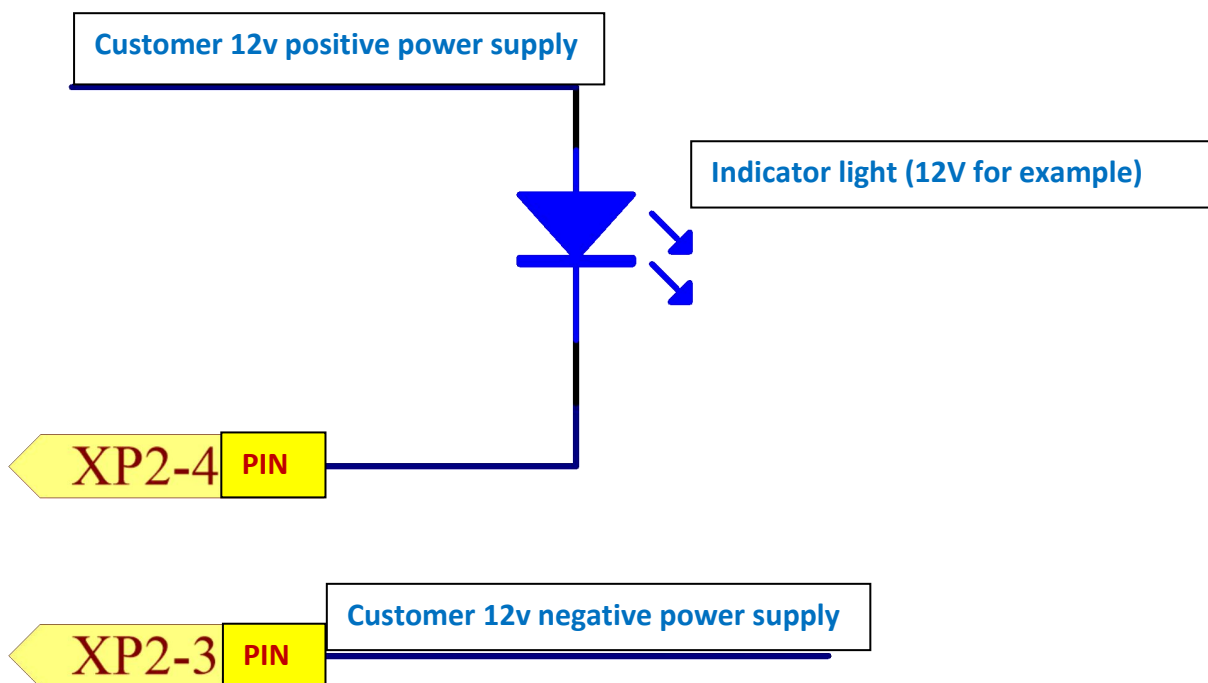 Customer 12v positive power supply
Indicator light (12V for example)
XP2-4 PIN
Customer 12v negative power supply
XP2-3 PIN